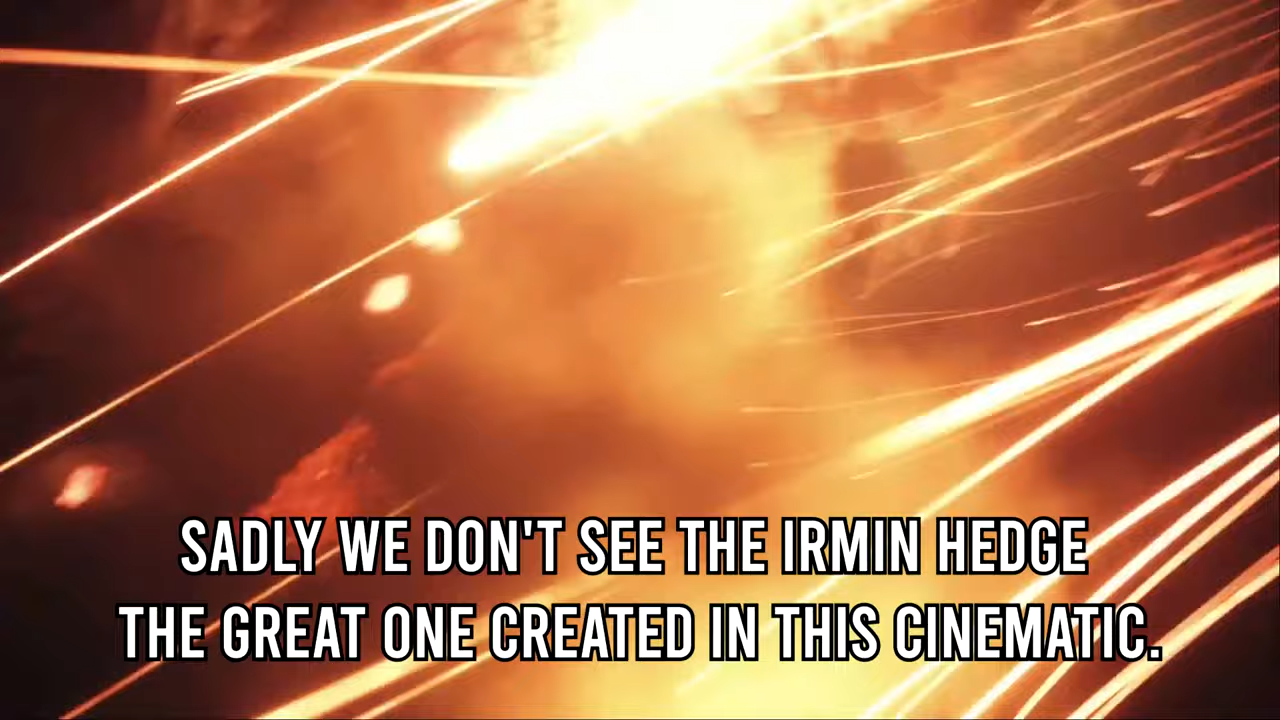 SADLY WE DON'T SEE THE IRMIN HEDGE
THE GREAT ONE CREATED IN THIS CINEMATIC.